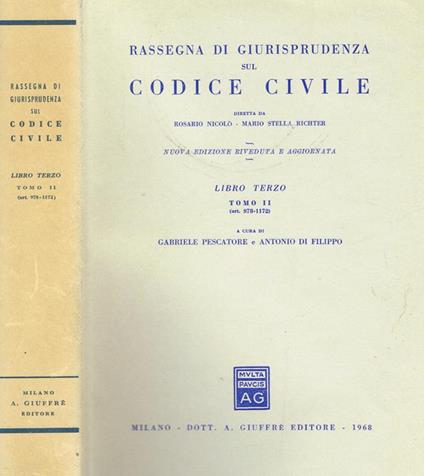 RASSEGNA DI
GIURISPRUDENZA
SUL
CODICE
CIVILE
LIBRO TERZO
TOMO II
(art. 978-1172)
MILANO
A. GIUFFRÈ
EDITORE
RASSEGNA DI GIURISPRUDENZA
SUL
CODICE CIVILE
DIRETTA DA
ROSARIO NICOLÒ - MARIO STELLA RICHTER
NUOVA EDIZIONE RIVEDUTA E AGGIORNATA
LIBRO TERZO
TOMO II
(art. 978-1172)
A CURA DI
GABRIELE PESCATORE e ANTONIO DI FILIPPO
MVLTA
PAVCIS
AG
MILANO - DOTT. A. GIUFFRÈ EDITORE - 1968